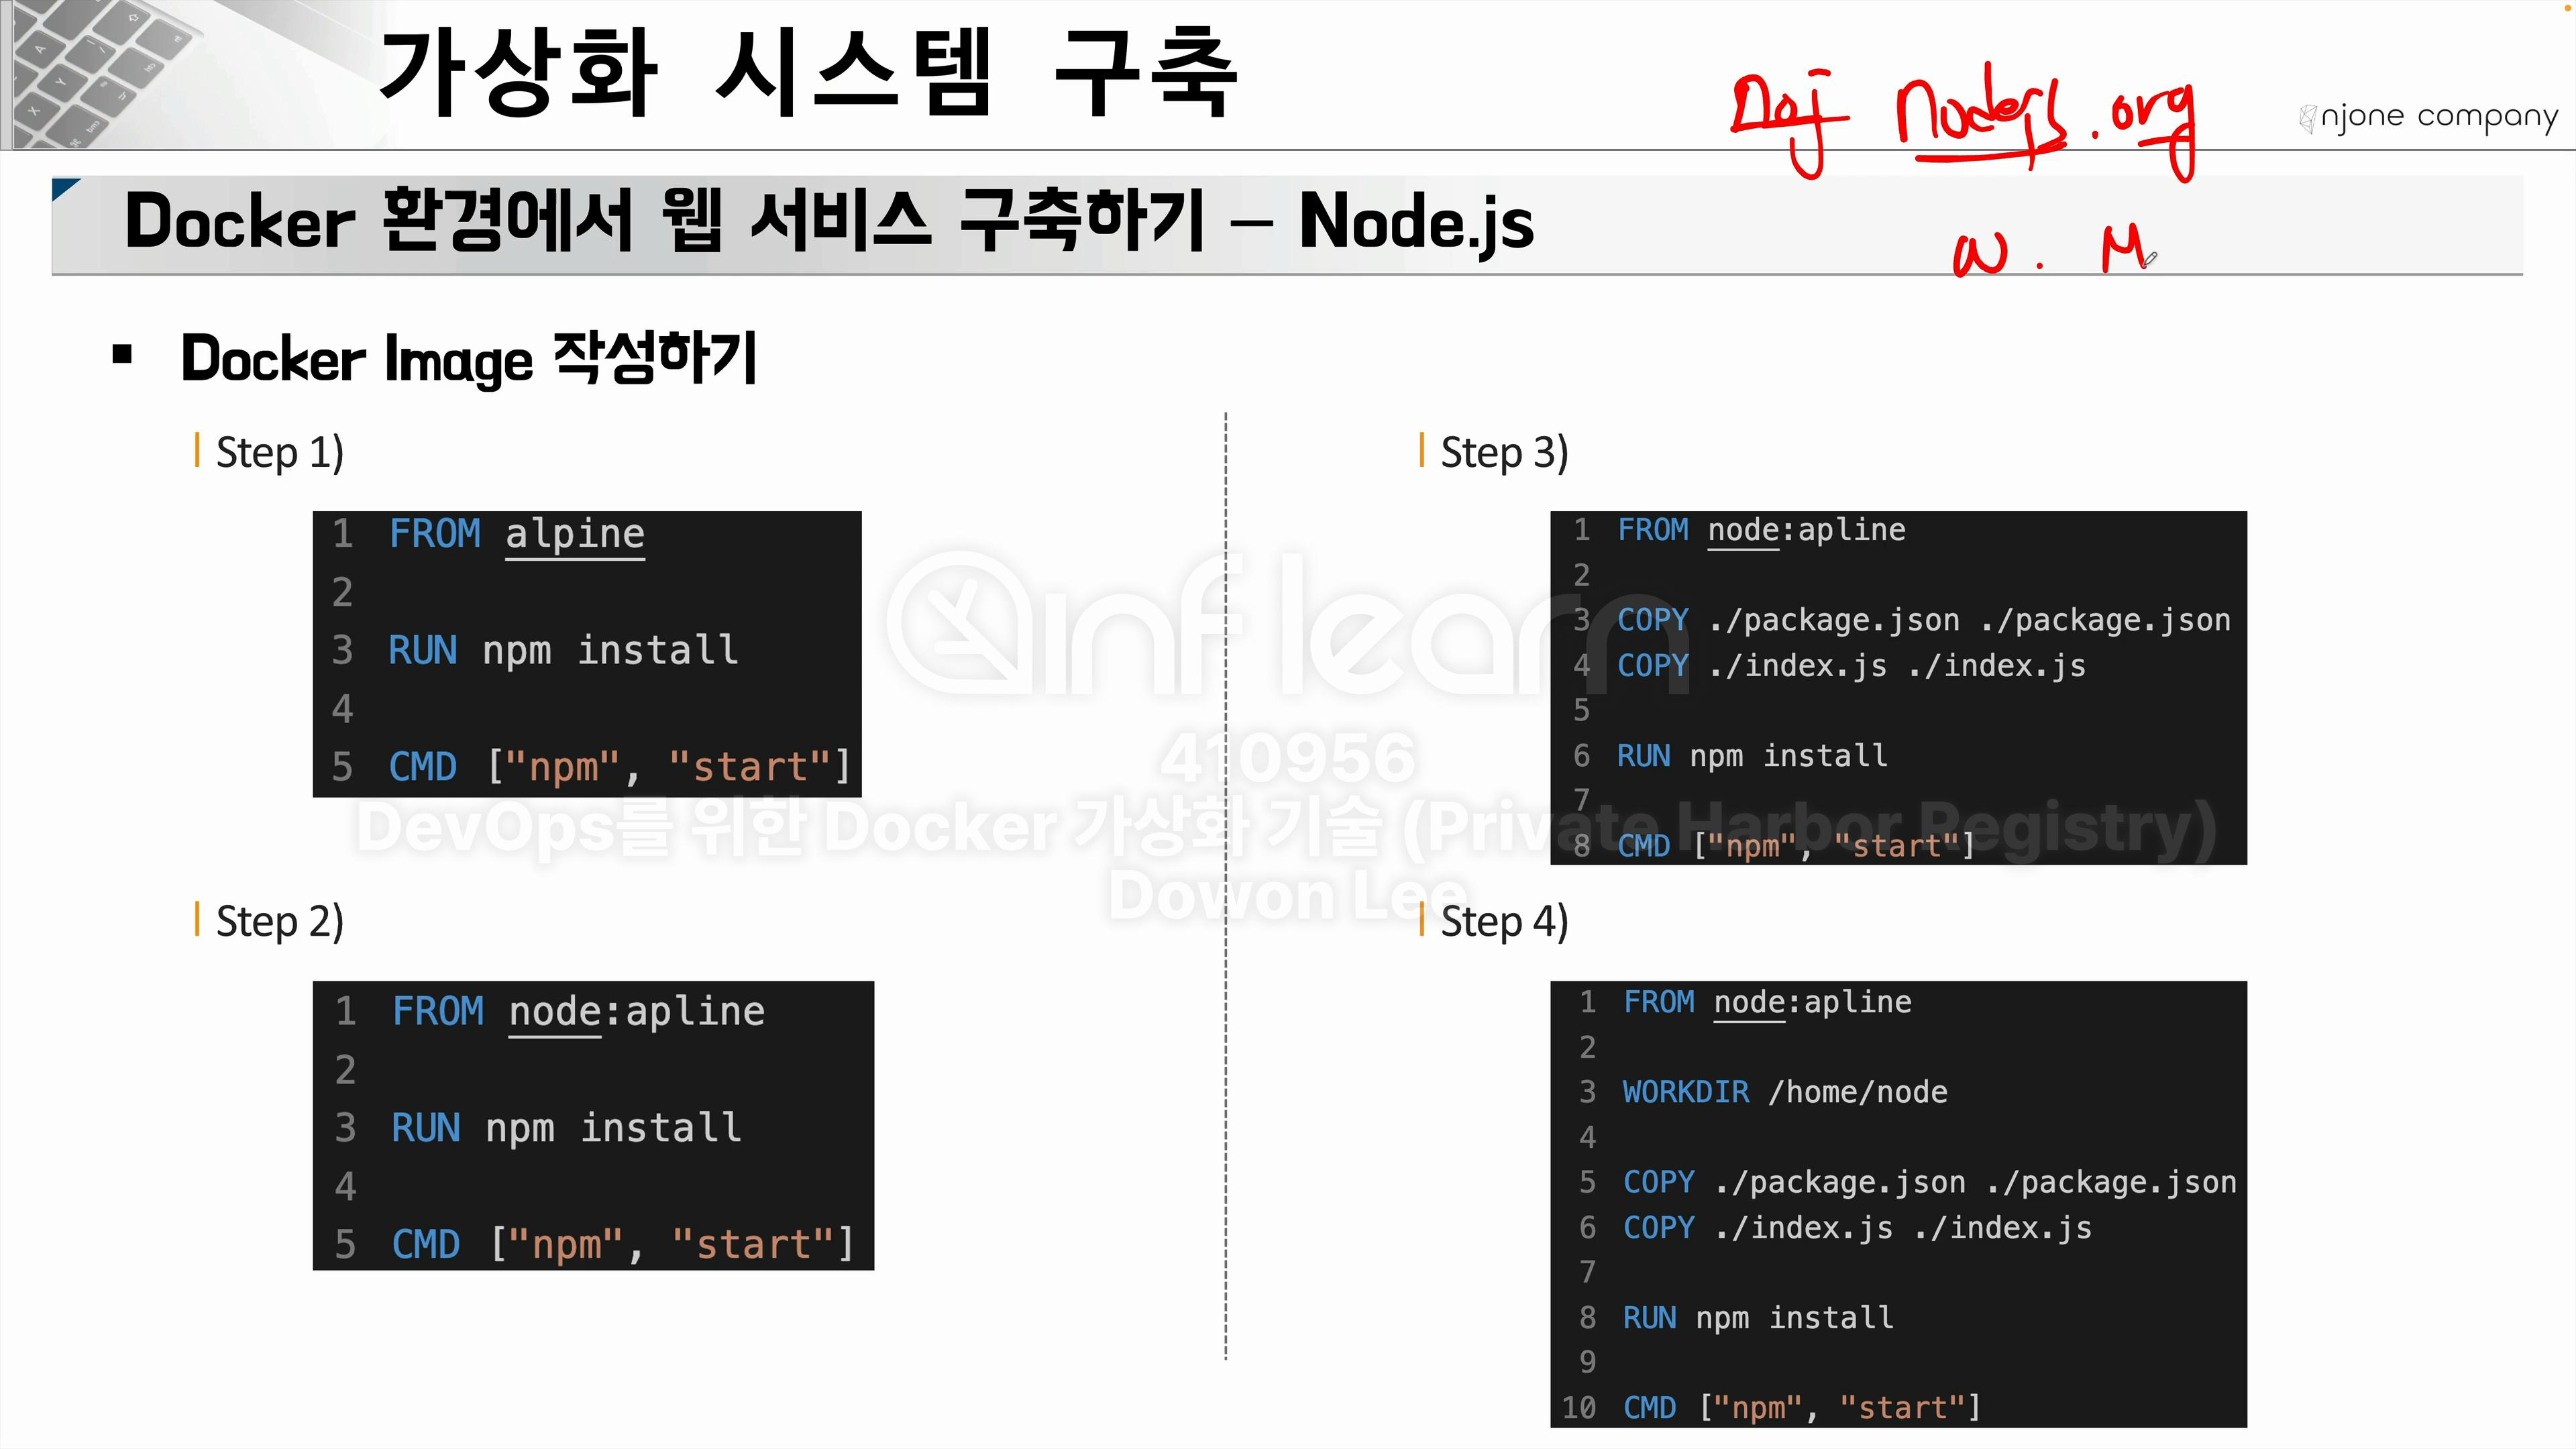 가상화 시스템 구축
nodejs.org
njone company
Docker 환경에서 웹 서비스 구축하기 – Node.js
W. M
▪ Docker Image 작성하기
Step 1)
1 FROM alpine
2
3 RUN npm install
4
5 CMD ["npm", "start"]
Step 2)
1 FROM node:apline
2
3 RUN npm install
4
5 CMD ["npm", "start"]
Step 3)
1 FROM node:apline
2
3 COPY ./package.json ./package.json
4 COPY ./index.js ./index.js
5
6 RUN npm install
7
8 CMD ["npm", "start"]
Step 4)
1 FROM node:apline
2
3 WORKDIR /home/node
4
5 COPY ./package.json ./package.json
6 COPY ./index.js ./index.js
7
8 RUN npm install
9
10 CMD ["npm", "start"]
inflearn
410956
DevOps를 위한 Docker 가상화 기술 (Private Harbor Registry)
Dowon Lee